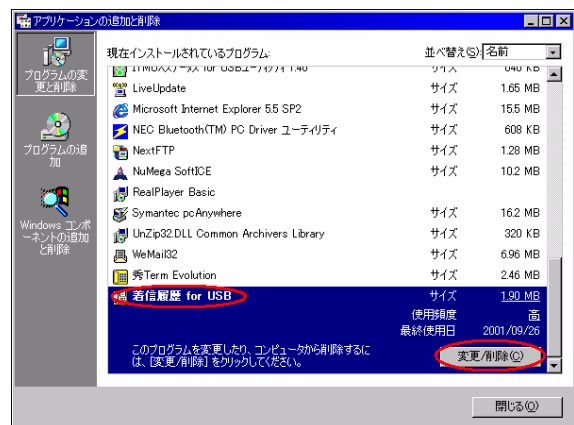 アプリケーションの追加と削除
プログラムの変
更と削除
プログラムの追
加
Windows コンポ
ーネントの追加
と削除
現在インストールされているプログラム:
並べ替え(S): 名前
LiveUpdate サイズ 1.65 MB
Microsoft Internet Explorer 5.5 SP2 サイズ 15.5 MB
NEC Bluetooth(TM) PC Driver ユーティリティ サイズ 608 KB
NextFTP サイズ 1.28 MB
NuMega SoftICE サイズ 10.2 MB
RealPlayer Basic
Symantec pcAnywhere サイズ 16.2 MB
UnZip32.DLL Common Archivers Library サイズ 320 KB
WeMail32 サイズ 6.96 MB
秀Term Evolution サイズ 2.46 MB
着信履歴 for USB サイズ 1.90 MB
使用頻度 高
最終使用日 2001/09/26
このプログラムを変更したり、コンピュータから削除するに
は、[変更/削除] をクリックしてください。
変更/削除(C)
閉じる(O)